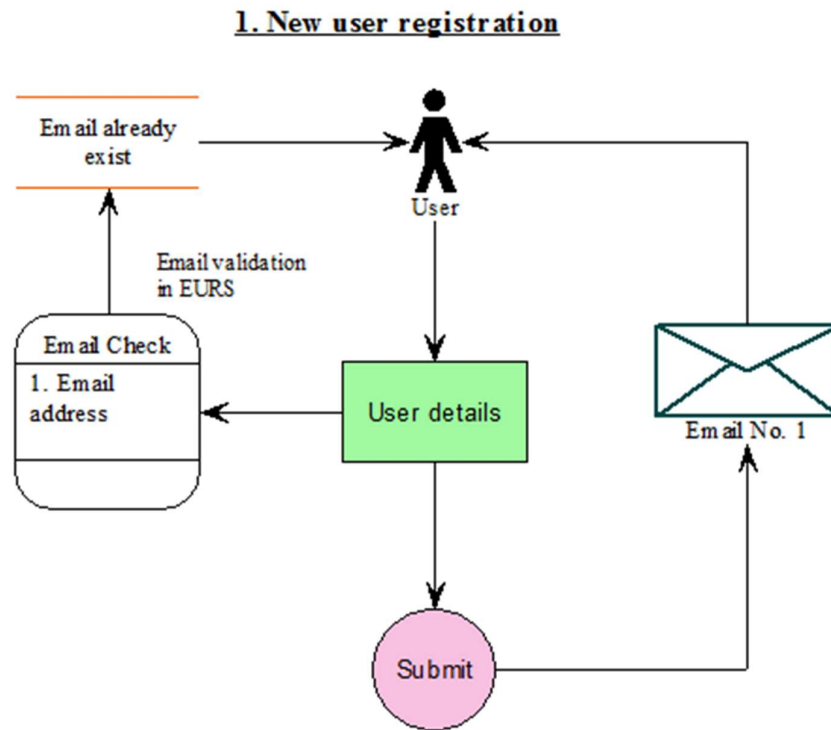 1. New user registration
Email already
exist
User
Email validation
in EURS
Email Check
1. Email
address
User details
Email No. 1
Submit